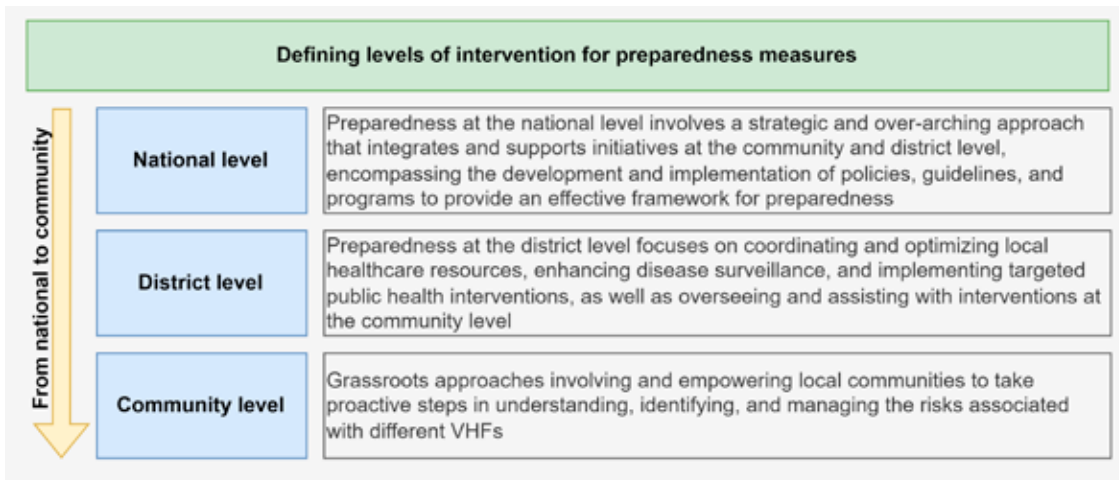 Defining levels of intervention for preparedness measures
From national to community
National level
Preparedness at the national level involves a strategic and over-arching approach
that integrates and supports initiatives at the community and district level,
encompassing the development and implementation of policies, guidelines, and
programs to provide an effective framework for preparedness
District level
Preparedness at the district level focuses on coordinating and optimizing local
healthcare resources, enhancing disease surveillance, and implementing targeted
public health interventions, as well as overseeing and assisting with interventions at
the community level
Community level
Grassroots approaches involving and empowering local communities to take
proactive steps in understanding, identifying, and managing the risks associated
with different VHFs